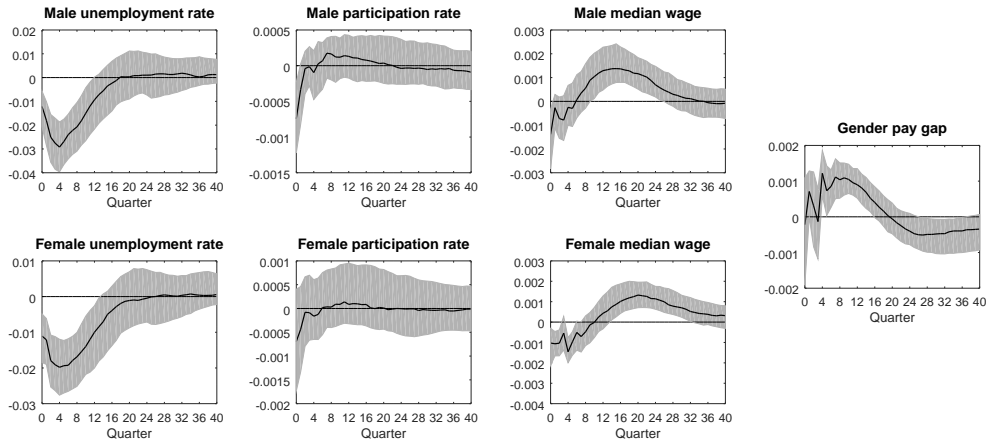 Male unemployment rate
0.02
0.01
0
-0.01
-0.02
-0.03
-0.04
0 4 8 12 16 20 24 28 32 36 40
Quarter
Male participation rate
0.0005
0
-0.0005
-0.001
-0.0015
0 4 8 12 16 20 24 28 32 36 40
Quarter
Male median wage
0.003
0.002
0.001
0
-0.001
-0.002
-0.003
0 4 8 12 16 20 24 28 32 36 40
Quarter
Gender pay gap
0.002
0.001
0
-0.001
-0.002
0 4 8 12 16 20 24 28 32 36 40
Quarter
Female unemployment rate
0.01
0
-0.01
-0.02
-0.03
0 4 8 12 16 20 24 28 32 36 40
Quarter
Female participation rate
0.001
0.0005
0
-0.0005
-0.001
-0.0015
-0.002
0 4 8 12 16 20 24 28 32 36 40
Quarter
Female median wage
0.003
0.002
0.001
0
-0.001
-0.002
-0.003
-0.004
0 4 8 12 16 20 24 28 32 36 40
Quarter